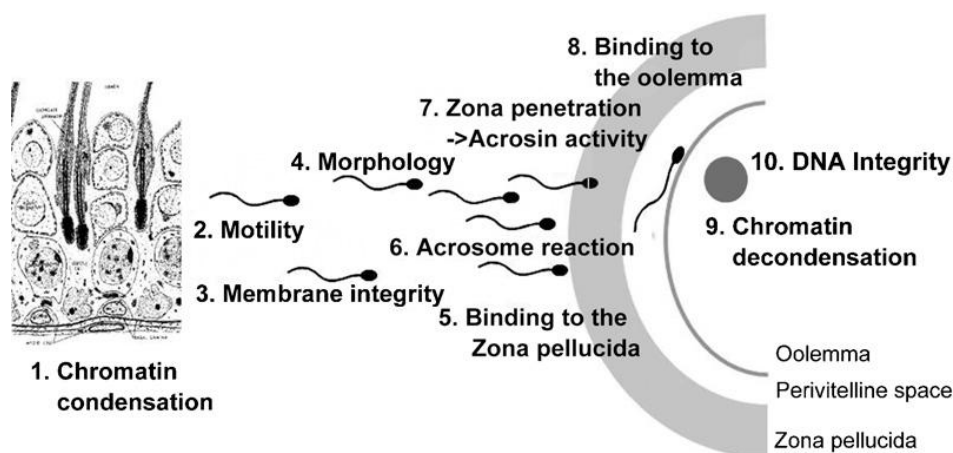 1. Chromatin
condensation
2. Motility
3. Membrane integrity
4. Morphology
5. Binding to the
Zona pellucida
6. Acrosome reaction
7. Zona penetration
->Acrosin activity
8. Binding to
the oolemma
9. Chromatin
decondensation
10. DNA Integrity
Oolemma
Perivitelline space
Zona pellucida